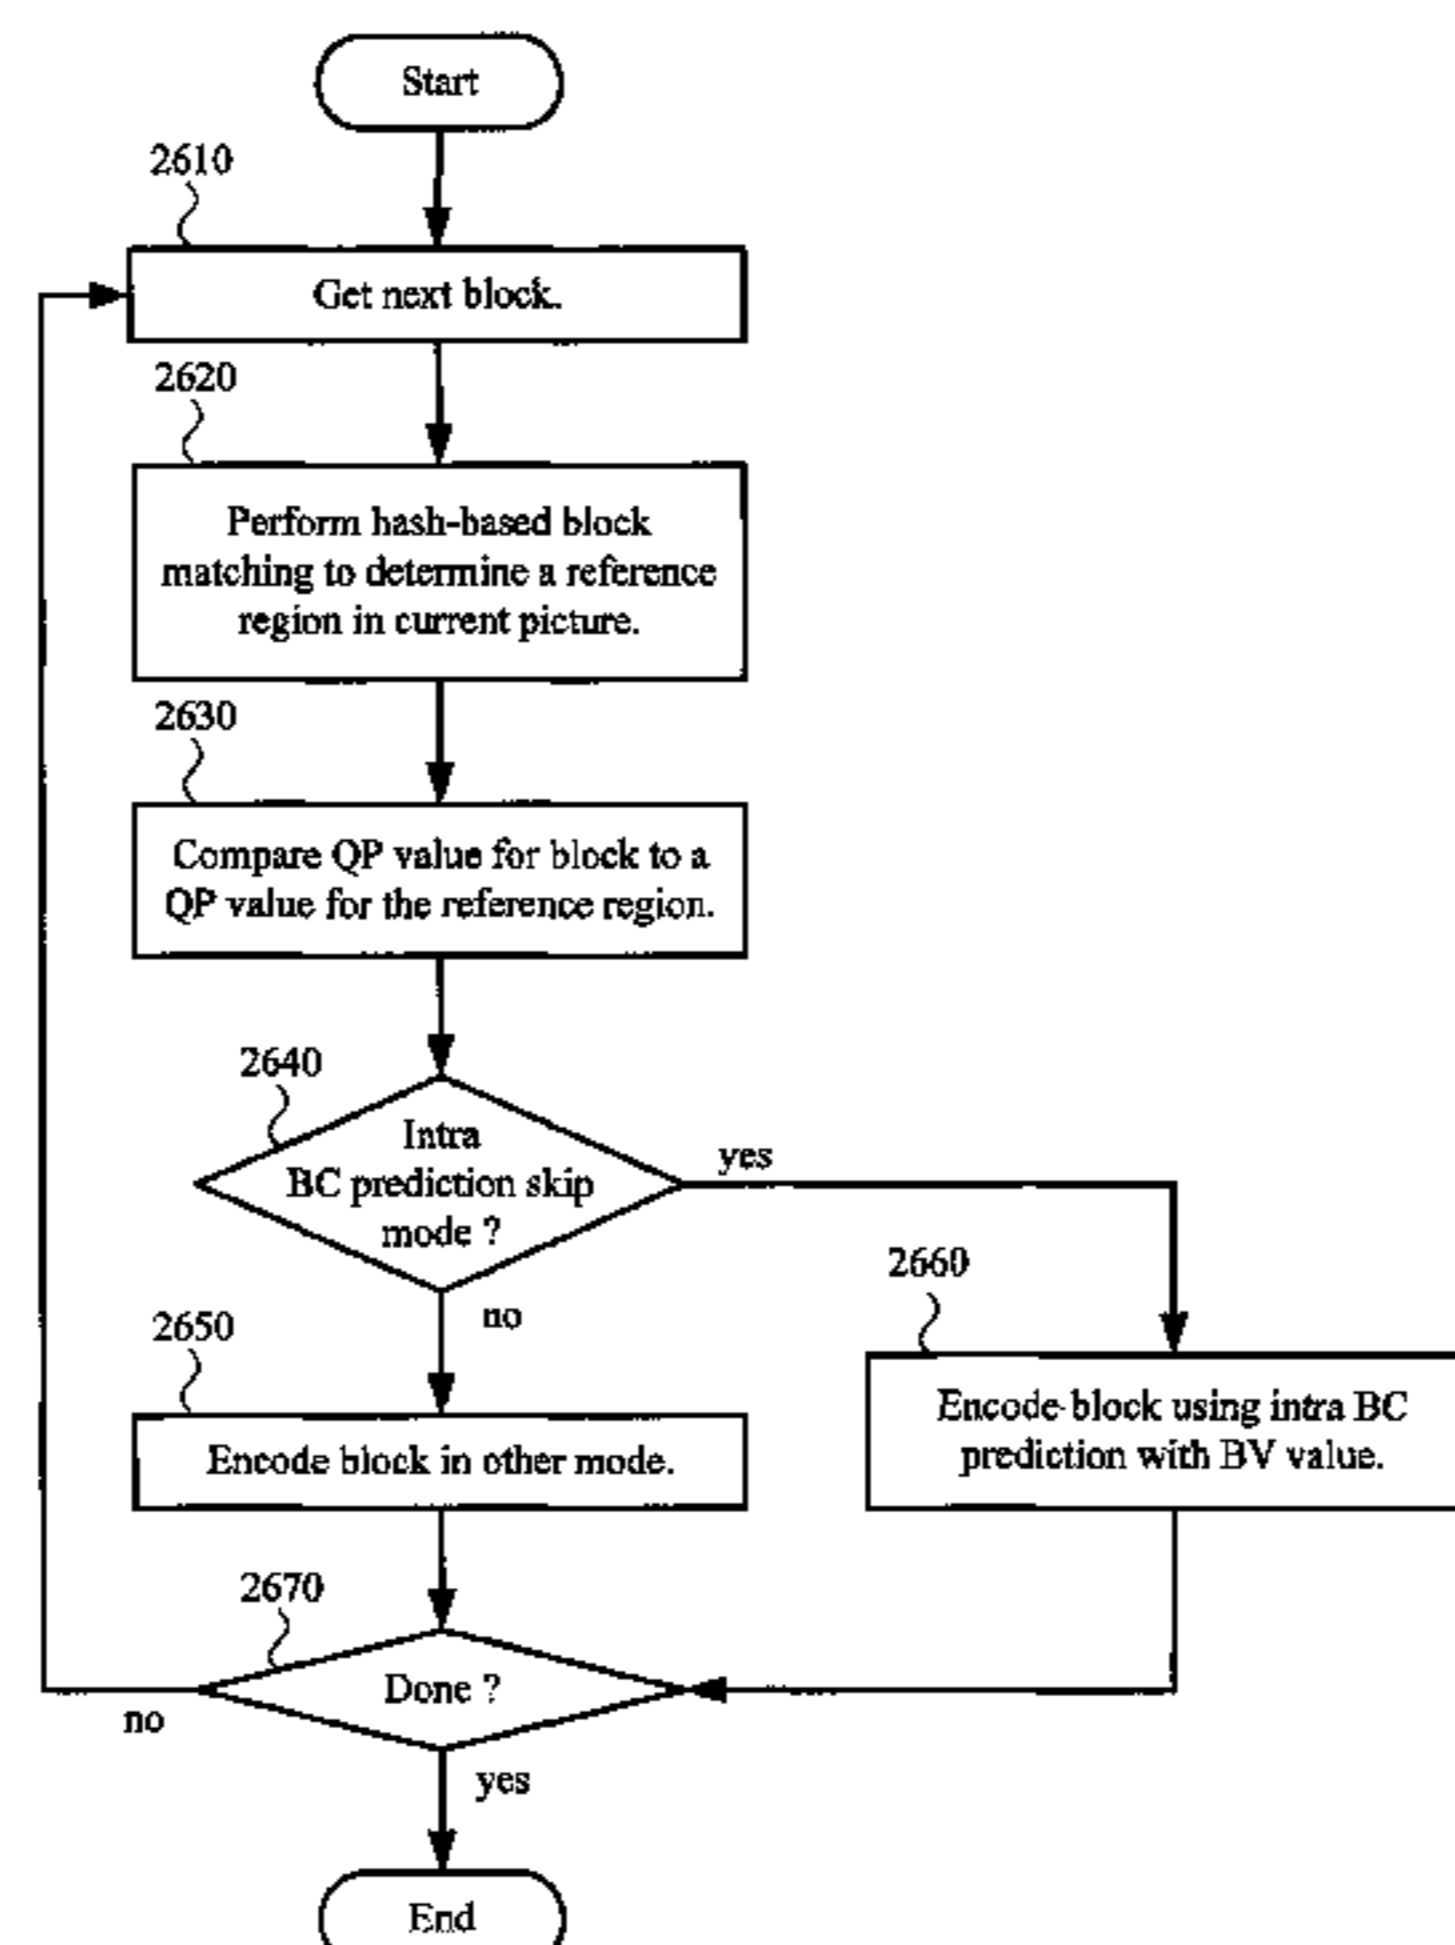 Start
2610
Get next block.
2620
Perform hash-based block
matching to determine a reference
region in current picture.
2630
Compare QP value for block to a
QP value for the reference region.
2640
Intra
BC prediction skip
mode ?
yes
no
2660
Encode block using intra BC
prediction with BV value.
2650
Encode block in other mode.
2670
Done ?
no
yes
End